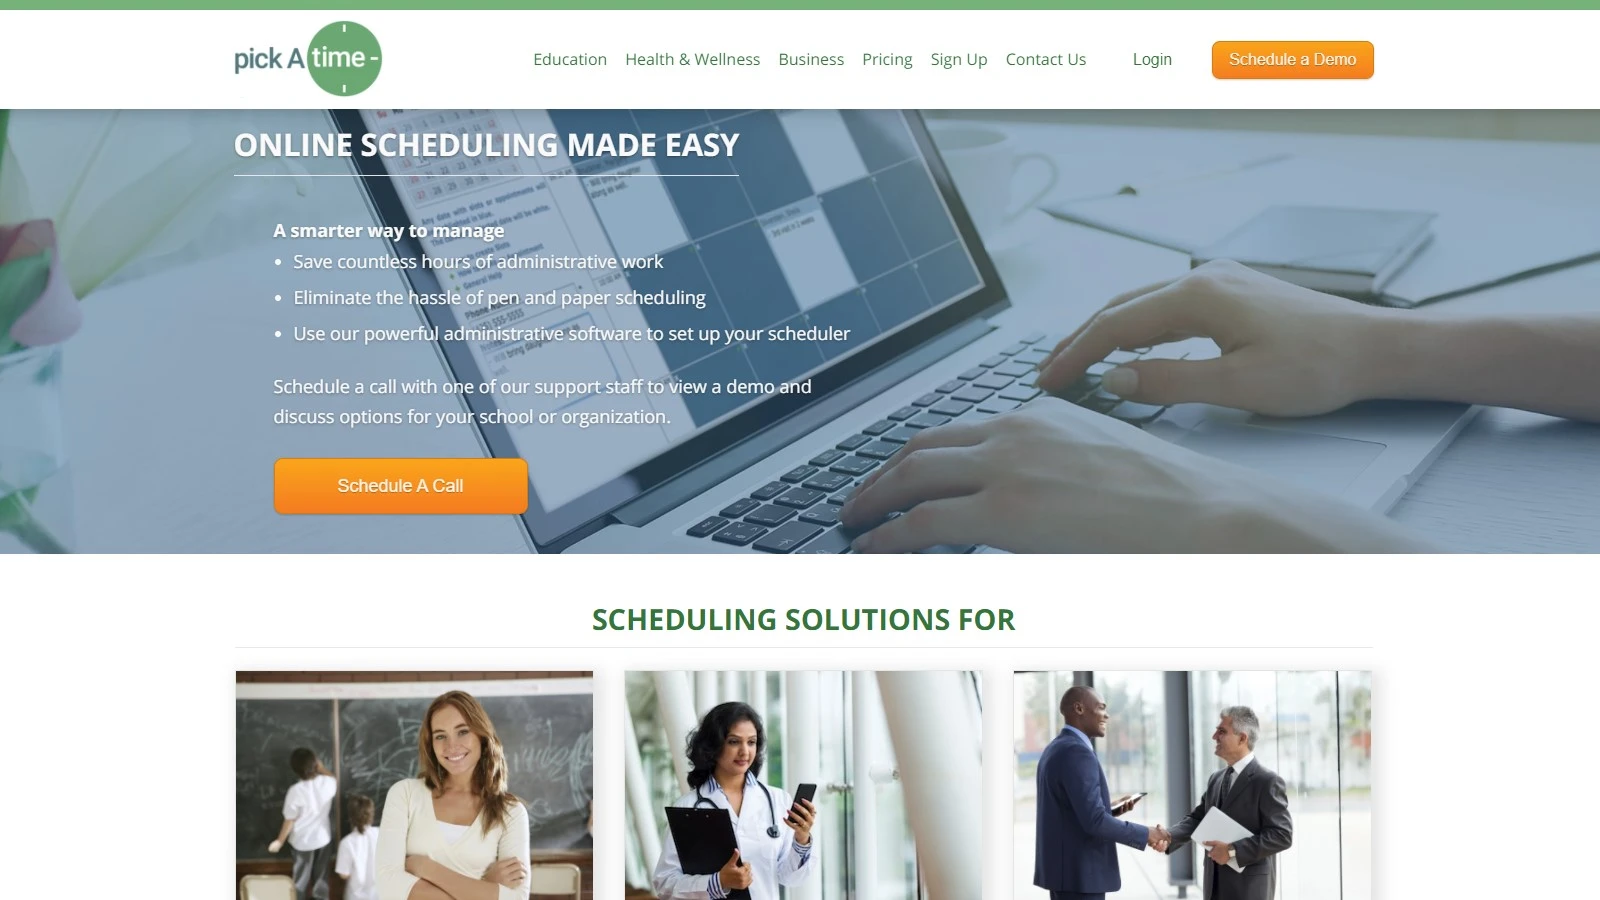 pick A time -
Education Health & Wellness Business Pricing Sign Up Contact Us Login Schedule a Demo
ONLINE SCHEDULING MADE EASY
A smarter way to manage
• Save countless hours of administrative work
• Eliminate the hassle of pen and paper scheduling
• Use our powerful administrative software to set up your scheduler
Schedule a call with one of our support staff to view a demo and
discuss options for your school or organization.
Schedule A Call
SCHEDULING SOLUTIONS FOR